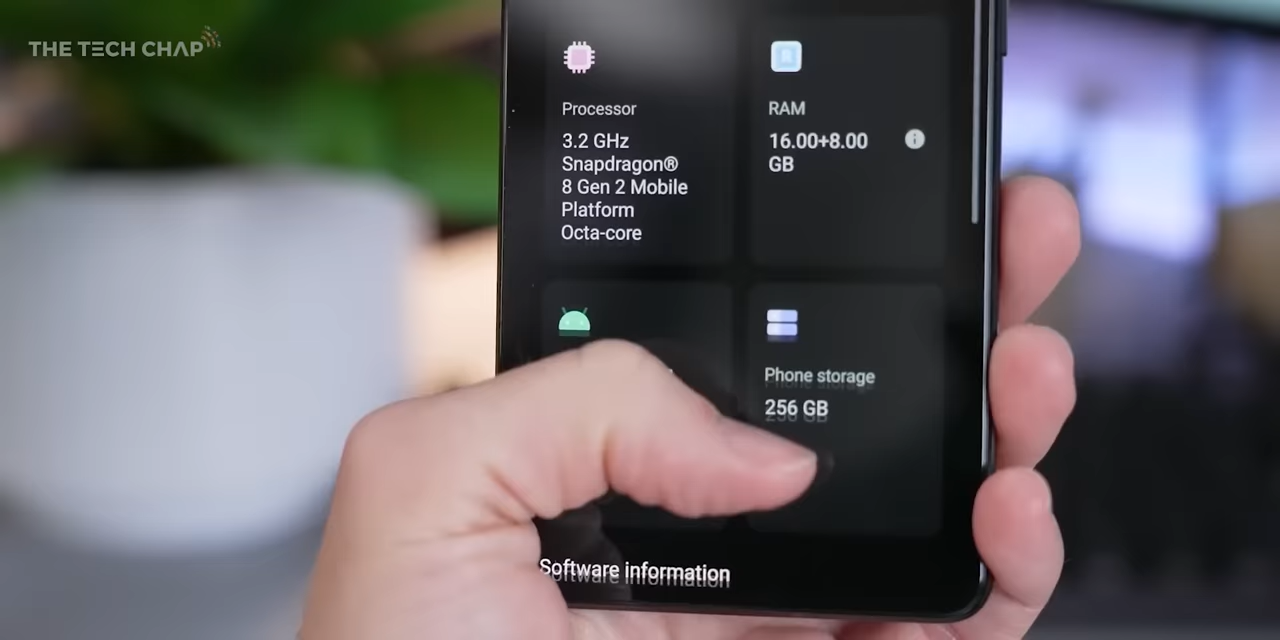 THE TECH CHAP
Processor
3.2 GHz
Snapdragon®
8 Gen 2 Mobile
Platform
Octa-core
RAM
16.00+8.00
GB
Phone storage
256 GB
Software information